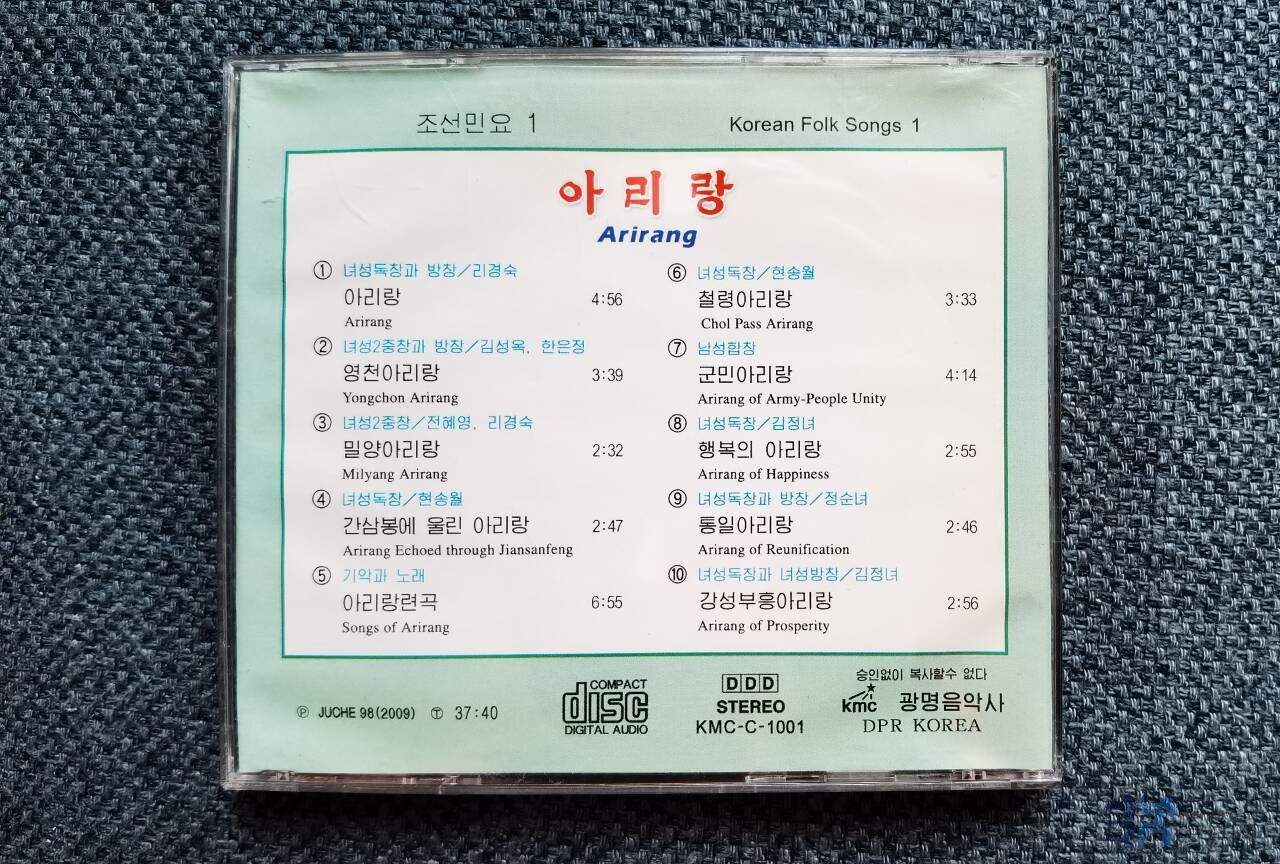 조선민요 1
Korean Folk Songs 1
아리랑
Arirang
① 녀성독창과 방창/리경숙
아리랑 4:56
Arirang
② 녀성2중창과 방창/김성옥, 한은정
영천아리랑 3:39
Yongchon Arirang
③ 녀성2중창/전혜영, 리경숙
밀양아리랑 2:32
Milyang Arirang
④ 녀성독창/현송월
간삼봉에 울린 아리랑 2:47
Arirang Echoed through Jiansanfeng
⑤ 기악과 노래
아리랑련곡 6:55
Songs of Arirang
⑥ 녀성독창/현송월
철령아리랑 3:33
Chol Pass Arirang
⑦ 남성합창
군민아리랑 4:14
Arirang of Army-People Unity
⑧ 녀성독창/김정녀
행복의 아리랑 2:55
Arirang of Happiness
⑨ 녀성독창과 방창/정순녀
통일아리랑 2:46
Arirang of Reunification
⑩ 녀성독창과 녀성방창/김정녀
강성부흥아리랑 2:56
Arirang of Prosperity
Ⓟ JUCHE 98(2009) Ⓣ 37:40
COMPACT
disc
DIGITAL AUDIO
DDD
STEREO
KMC-C-1001
승인없이 복사할수 없다
kmc 광명음악사
DPR KOREA